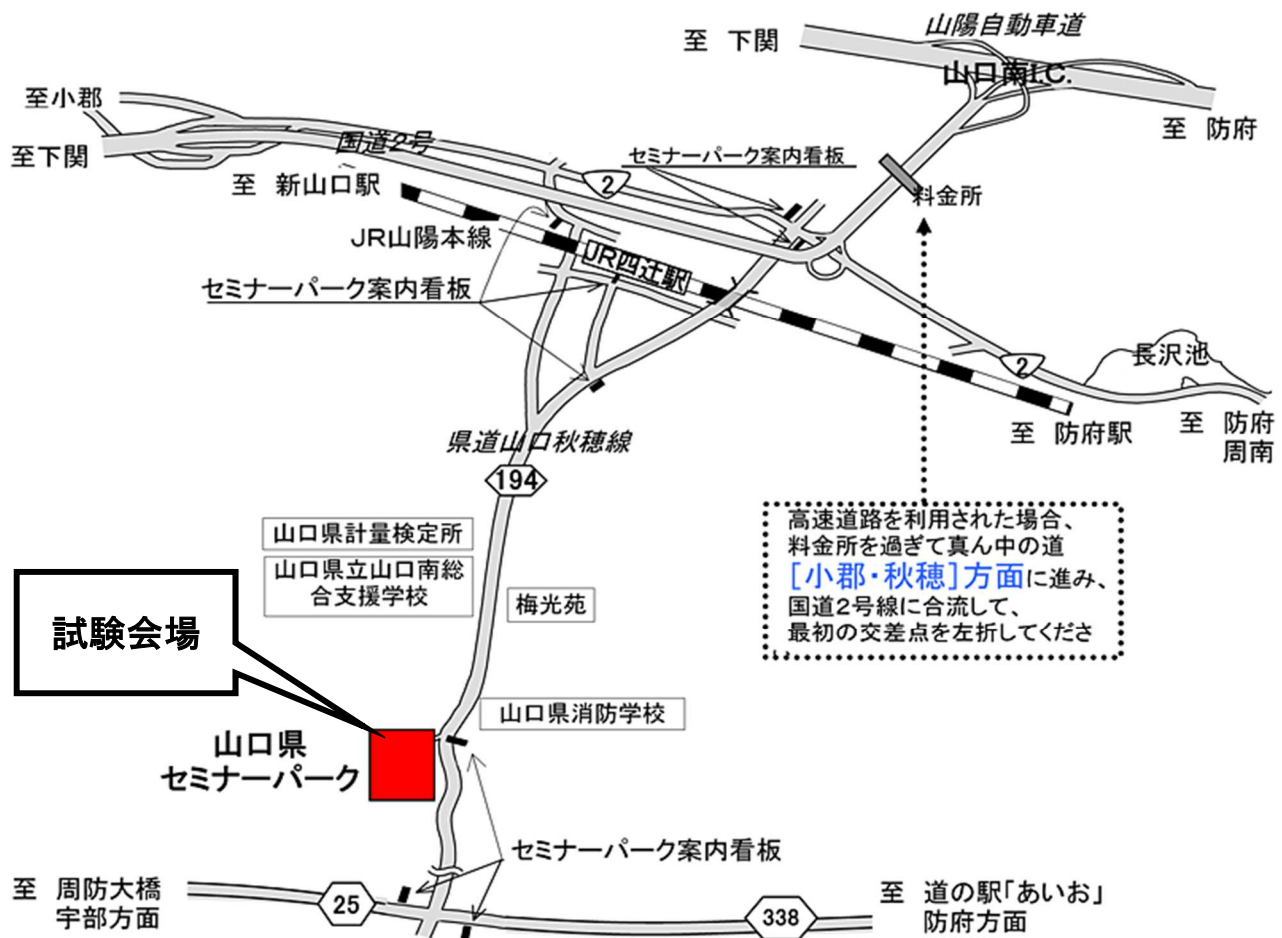 山陽自動車道
至 下関
山口南I.C.
至小郡
至 防府
国道2号
至下関
セミナーパーク案内看板
至 新山口駅
2
料金所
JR山陽本線
JR四辻駅
セミナーパーク案内看板
長沢池
2
至 防府駅
至 防府
周南
県道山口秋穂線
194
高速道路を利用された場合、
料金所を過ぎて真ん中の道
[小郡・秋穂]方面に進み、
国道2号線に合流して、
最初の交差点を左折してくださ
山口県計量検定所
山口県立山口南総
合支援学校
梅光苑
試験会場
山口県消防学校
山口県
セミナーパーク
セミナーパーク案内看板
至 周防大橋
宇部方面
25
338
至 道の駅「あいお」
防府方面